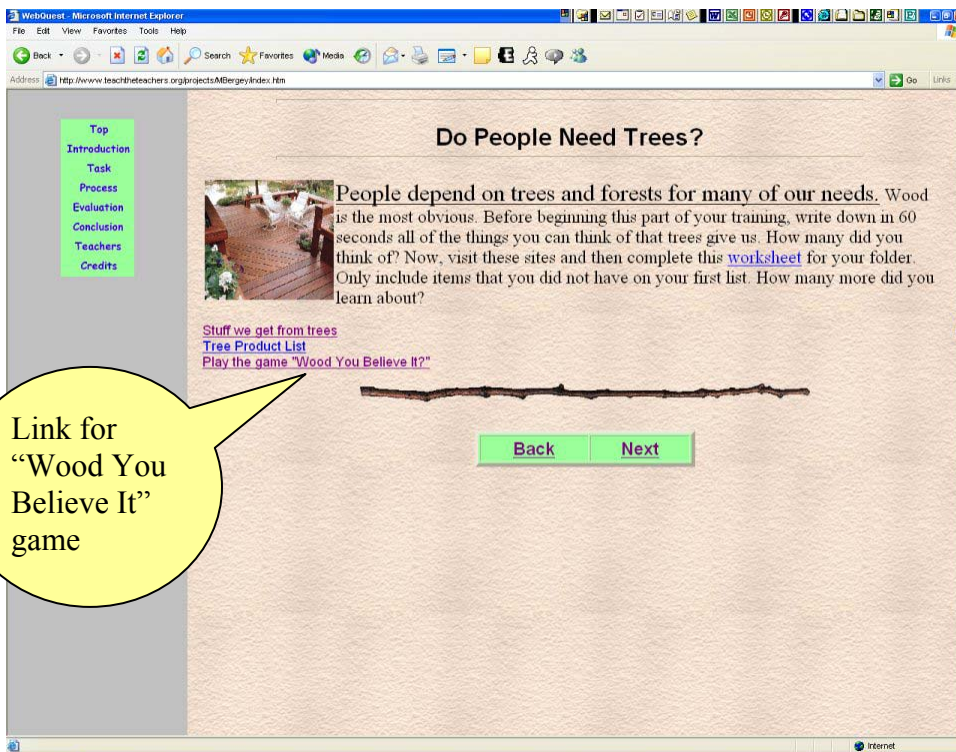 WebQuest - Microsoft Internet Explorer
File Edit View Favorites Tools Help
Back Search Favorites Media
Address http://www.teachtheteachers.org/projects/MBergey/index.htm Go Links
Top
Introduction
Task
Process
Evaluation
Conclusion
Teachers
Credits
Do People Need Trees?
People depend on trees and forests for many of our needs. Wood
is the most obvious. Before beginning this part of your training, write down in 60
seconds all of the things you can think of that trees give us. How many did you
think of? Now, visit these sites and then complete this worksheet for your folder.
Only include items that you did not have on your first list. How many more did you
learn about?
Stuff we get from trees
Tree Product List
Play the game "Wood You Believe It?"
Link for
“Wood You
Believe It”
game
Back Next
Internet